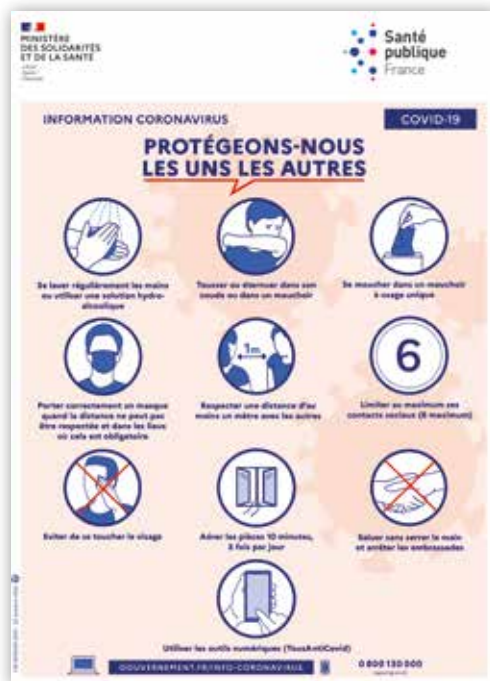 MINISTÈRE
DES SOLIDARITÉS
ET DE LA SANTÉ
Santé
publique
France
INFORMATION CORONAVIRUS
COVID-19
PROTÉGEONS-NOUS
LES UNS LES AUTRES
Se laver régulièrement les mains
ou utiliser une solution hydro-
alcoolique
Tousser ou éternuer dans son
coude ou dans un mouchoir
Se moucher dans un mouchoir
à usage unique
1m
6
Porter correctement un masque
quand la distance ne peut pas
être respectée et dans les lieux
où cela est obligatoire
Respecter une distance d'au
moins un mètre avec les autres
Limiter au maximum ses
contacts sociaux (6 maximum)
Eviter de se toucher le visage
Aérer les pièces 10 minutes,
3 fois par jour
Saluer sans serrer la main
et arrêter les embrassades
Utiliser les outils numériques (TousAntiCovid)
GOUVERNEMENT.FR/INFO-CORONAVIRUS
0 800 130 000